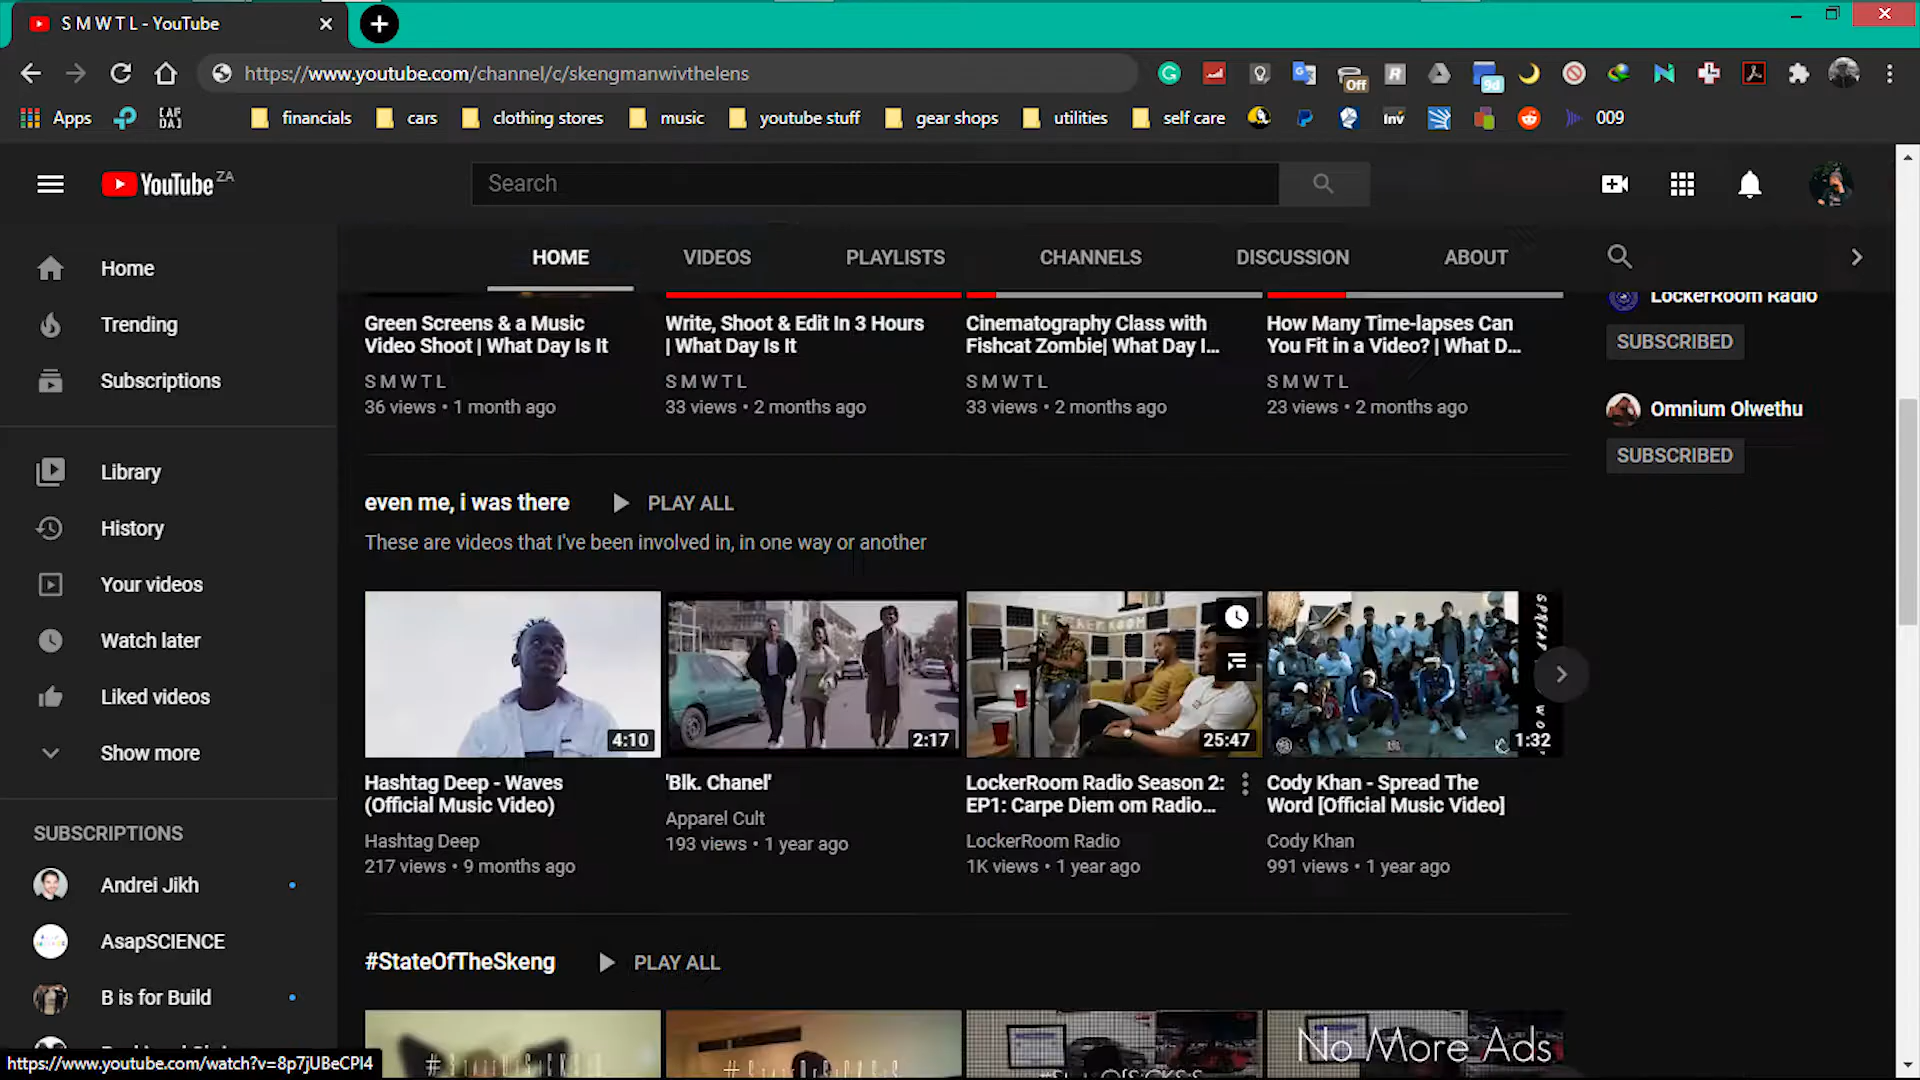 S M W T L - YouTube
https://www.youtube.com/channel/c/skengmanwivthelens
Off
9d
Apps
financials
cars
clothing stores
music
youtube stuff
gear shops
utilities
self care
Inv
009
YouTube ZA
Search
Home
Trending
Subscriptions
Library
History
Your videos
Watch later
Liked videos
Show more
SUBSCRIPTIONS
Andrei Jikh
AsapSCIENCE
B is for Build
https://www.youtube.com/watch?v=8p7jUBeCPI4
HOME
VIDEOS
PLAYLISTS
CHANNELS
DISCUSSION
ABOUT
Green Screens & a Music
Video Shoot | What Day Is It
S M W T L
36 views • 1 month ago
Write, Shoot & Edit In 3 Hours
| What Day Is It
S M W T L
33 views • 2 months ago
Cinematography Class with
Fishcat Zombie| What Day I...
S M W T L
33 views • 2 months ago
How Many Time-lapses Can
You Fit in a Video? | What D...
S M W T L
23 views • 2 months ago
LockerRoom Radio
SUBSCRIBED
Omnium Olwethu
SUBSCRIBED
even me, i was there
PLAY ALL
These are videos that I've been involved in, in one way or another
4:10
2:17
25:47
1:32
Hashtag Deep - Waves
(Official Music Video)
Hashtag Deep
217 views • 9 months ago
'Blk. Chanel'
Apparel Cult
193 views • 1 year ago
LockerRoom Radio Season 2:
EP1: Carpe Diem om Radio...
LockerRoom Radio
1K views • 1 year ago
Cody Khan - Spread The
Word [Official Music Video]
Cody Khan
991 views • 1 year ago
#StateOfTheSkeng
PLAY ALL
No More Ads